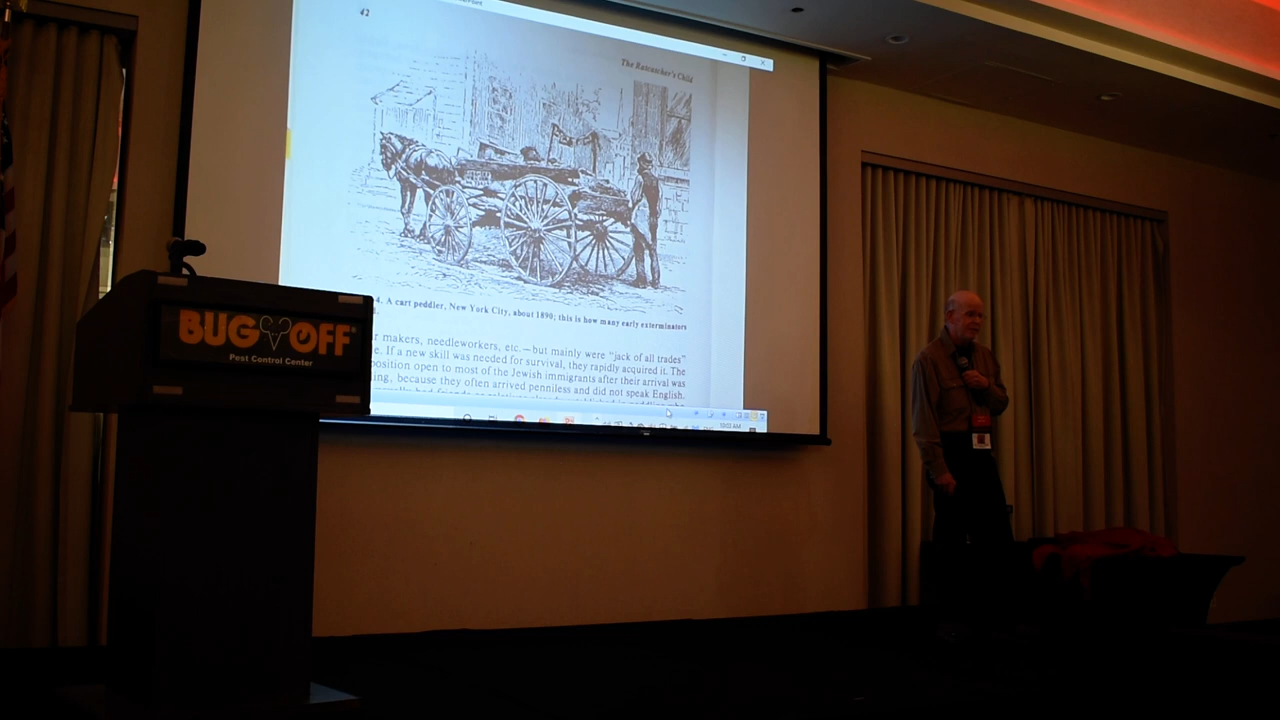 42
The Ratcatcher's Child
4. A cart peddler, New York City, about 1890; this is how many early exterminators
makers, needleworkers, etc.—but mainly were "jack of all trades"
If a new skill was needed for survival, they rapidly acquired it. The
position open to most of the Jewish immigrants after their arrival was
because they often arrived penniless and did not speak English.
BUG OFF
Pest Control Center
10:02 AM